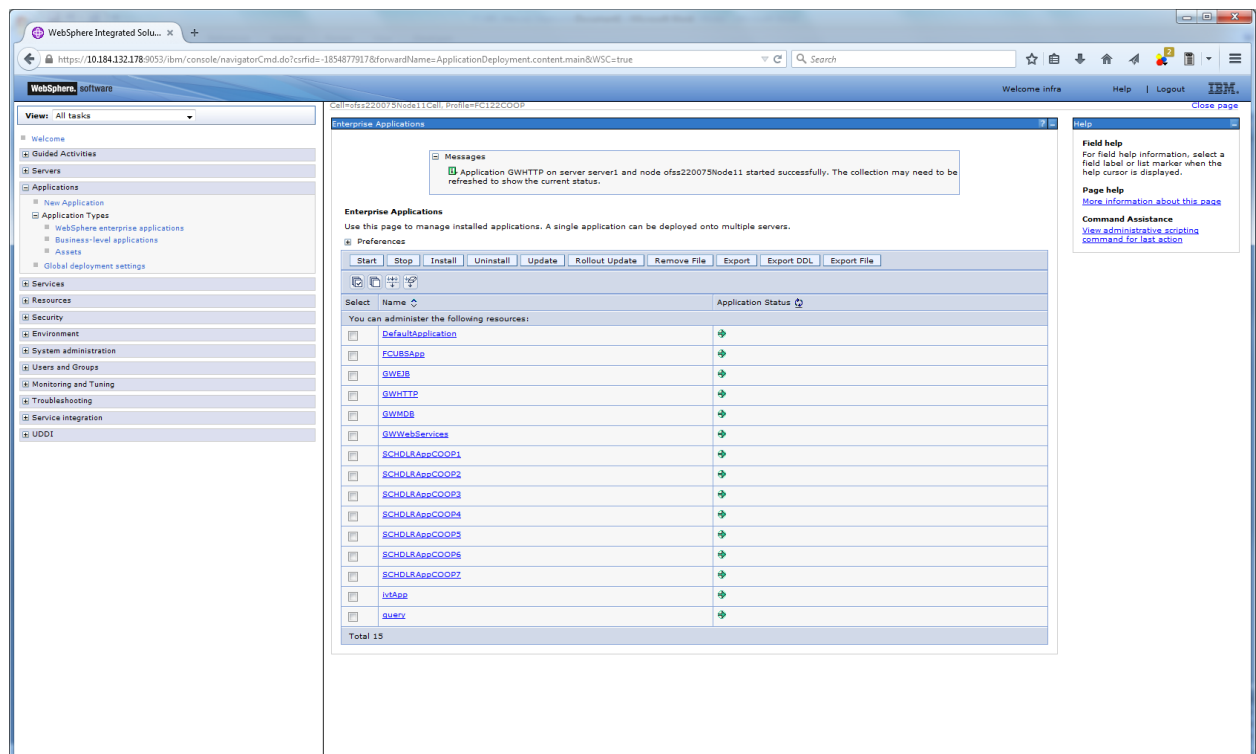 WebSphere Integrated Solu... × +
https://10.184.132.178:9053/ibm/console/navigatorCmd.do?csrfid=-1854877917&forwardName=ApplicationDeployment.content.main&WSC=true
Search
2
WebSphere. software
Welcome infra
Help | Logout
IBM.
View: All tasks
Welcome
Guided Activities
Servers
Applications
New Application
Application Types
WebSphere enterprise applications
Business-level applications
Assets
Global deployment settings
Services
Resources
Security
Environment
System administration
Users and Groups
Monitoring and Tuning
Troubleshooting
Service integration
UDDI
Cell=ofss220075Node11Cell, Profile=FC122COOP
Close page
Enterprise Applications
Messages
Application GWHTTP on server server1 and node ofss220075Node11 started successfully. The collection may need to be
refreshed to show the current status.
Enterprise Applications
Use this page to manage installed applications. A single application can be deployed onto multiple servers.
Preferences
Start Stop Install Uninstall Update Rollout Update Remove File Export Export DDL Export File
Select Name Application Status
You can administer the following resources:
DefaultApplication
FCUBSApp
GWEJB
GWHTTP
GWMDB
GWWebServices
SCHDLRAppCOOP1
SCHDLRAppCOOP2
SCHDLRAppCOOP3
SCHDLRAppCOOP4
SCHDLRAppCOOP5
SCHDLRAppCOOP6
SCHDLRAppCOOP7
ivtApp
query
Total 15
Help
Field help
For field help information, select a
field label or list marker when the
help cursor is displayed.
Page help
More information about this page
Command Assistance
View administrative scripting
command for last action